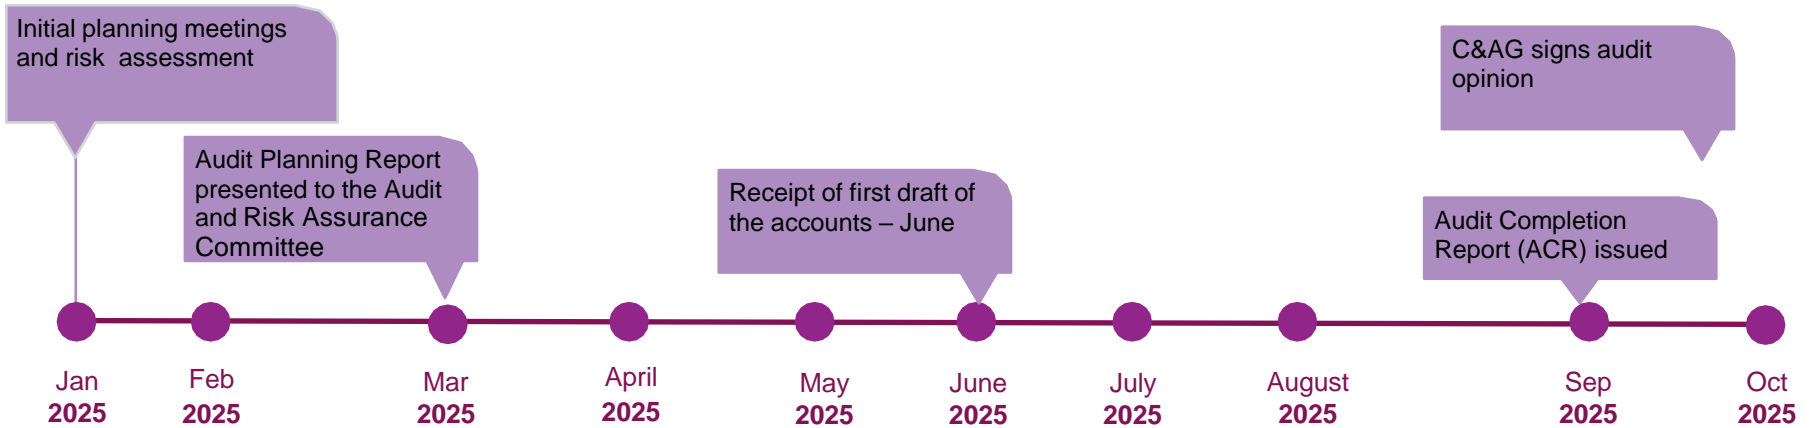 Initial planning meetings
and risk assessment
Audit Planning Report
presented to the Audit
and Risk Assurance
Committee
Receipt of first draft of
the accounts – June
C&AG signs audit
opinion
Audit Completion
Report (ACR) issued
Jan
2025
Feb
2025
Mar
2025
April
2025
May
2025
June
2025
July
2025
August
2025
Sep
2025
Oct
2025